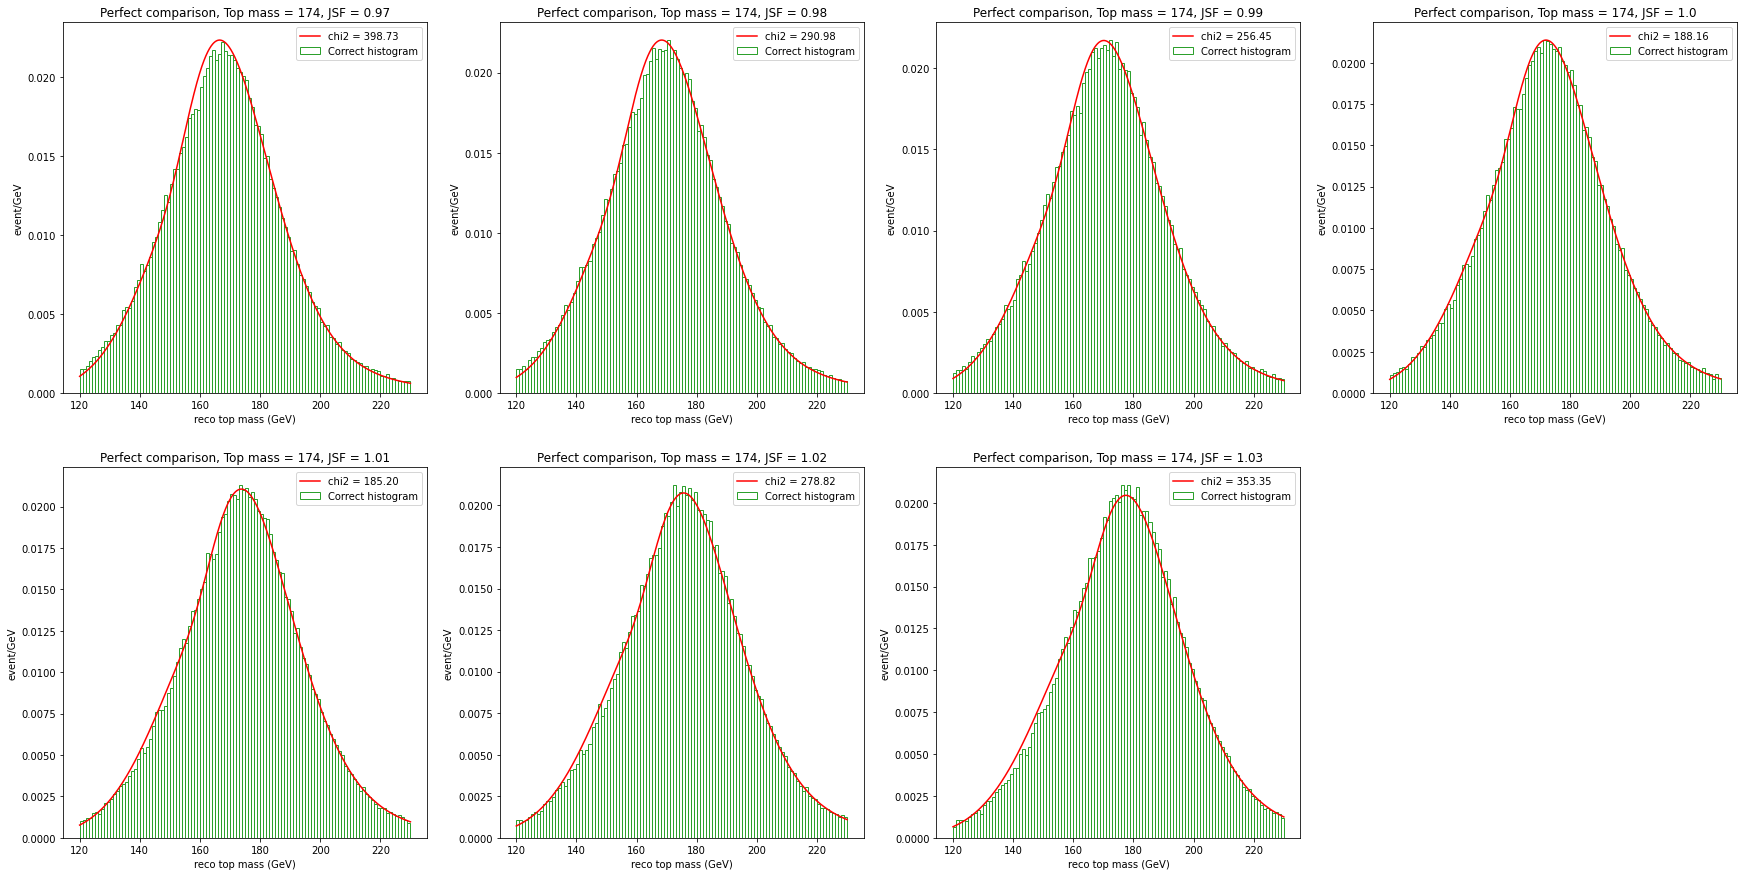 Perfect comparison, Top mass = 174, JSF = 0.97
chi2 = 398.73
Correct histogram
event/GeV
0.020
0.015
0.010
0.005
0.000
120 140 160 180 200 220
reco top mass (GeV)
Perfect comparison, Top mass = 174, JSF = 0.98
chi2 = 290.98
Correct histogram
event/GeV
0.020
0.015
0.010
0.005
0.000
120 140 160 180 200 220
reco top mass (GeV)
Perfect comparison, Top mass = 174, JSF = 0.99
chi2 = 256.45
Correct histogram
event/GeV
0.020
0.015
0.010
0.005
0.000
120 140 160 180 200 220
reco top mass (GeV)
Perfect comparison, Top mass = 174, JSF = 1.0
chi2 = 188.16
Correct histogram
event/GeV
0.0200
0.0175
0.0150
0.0125
0.0100
0.0075
0.0050
0.0025
0.0000
120 140 160 180 200 220
reco top mass (GeV)
Perfect comparison, Top mass = 174, JSF = 1.01
chi2 = 185.20
Correct histogram
event/GeV
0.0200
0.0175
0.0150
0.0125
0.0100
0.0075
0.0050
0.0025
0.0000
120 140 160 180 200 220
reco top mass (GeV)
Perfect comparison, Top mass = 174, JSF = 1.02
chi2 = 278.82
Correct histogram
event/GeV
0.0200
0.0175
0.0150
0.0125
0.0100
0.0075
0.0050
0.0025
0.0000
120 140 160 180 200 220
reco top mass (GeV)
Perfect comparison, Top mass = 174, JSF = 1.03
chi2 = 353.35
Correct histogram
event/GeV
0.0200
0.0175
0.0150
0.0125
0.0100
0.0075
0.0050
0.0025
0.0000
120 140 160 180 200 220
reco top mass (GeV)